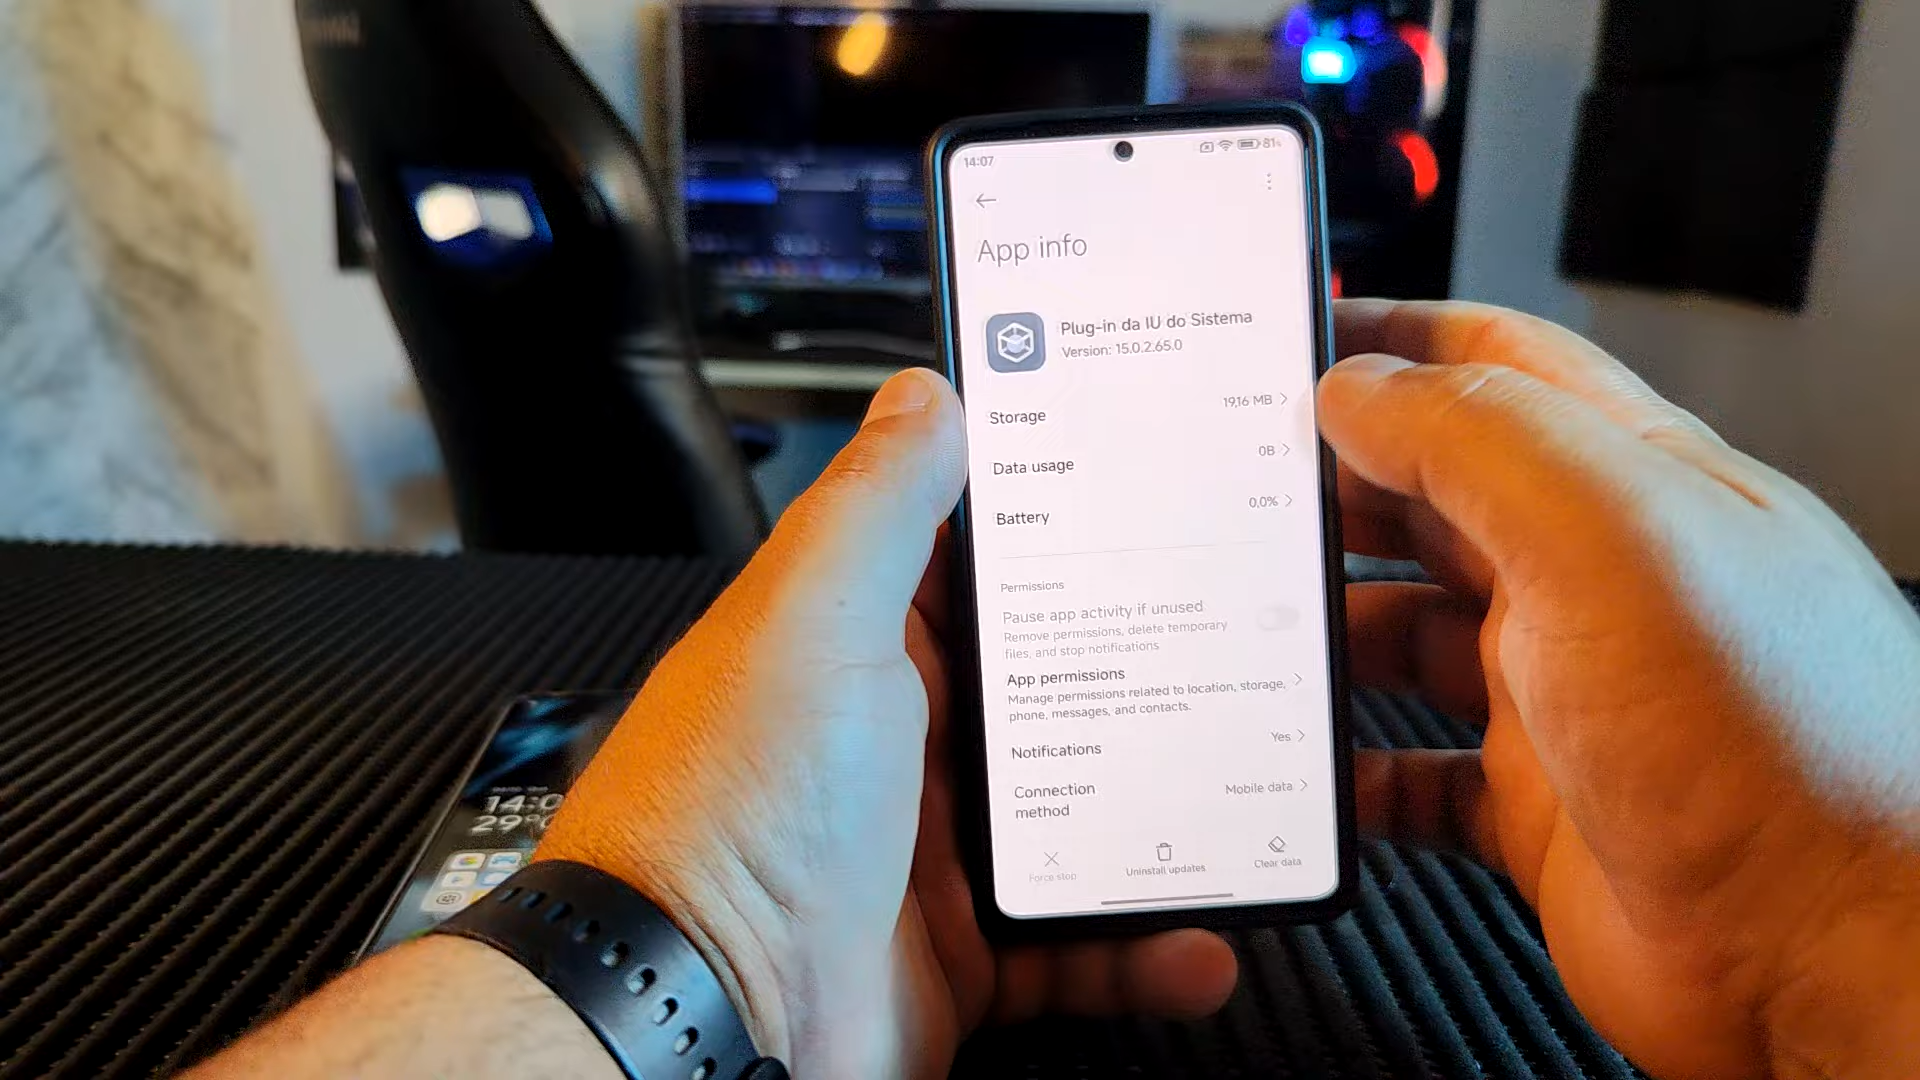 14:07
81%
App info
Plug-in da IU do Sistema
Version: 15.0.2.65.0
Storage
19,16 MB
Data usage
0B
Battery
0,0%
Permissions
Pause app activity if unused
Remove permissions, delete temporary
files, and stop notifications
App permissions
Manage permissions related to location, storage,
phone, messages, and contacts.
Notifications
Yes
Connection
method
Mobile data
Force stop
Uninstall updates
Clear data
14:0
29°